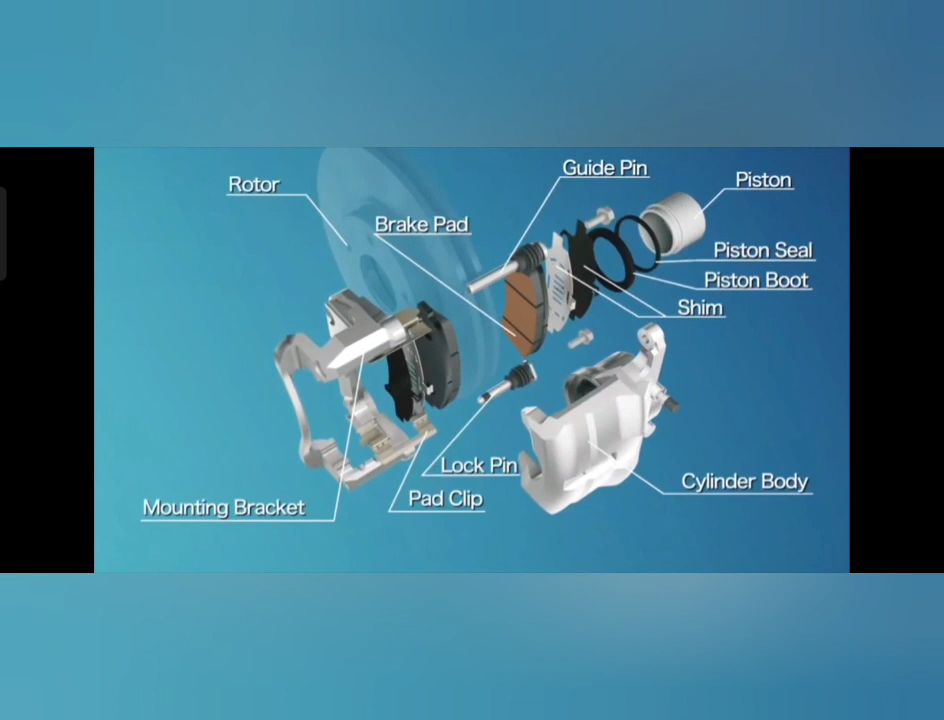 Guide Pin
Rotor
Piston
Brake Pad
Piston Seal
Piston Boot
Shim
Lock Pin
Cylinder Body
Pad Clip
Mounting Bracket